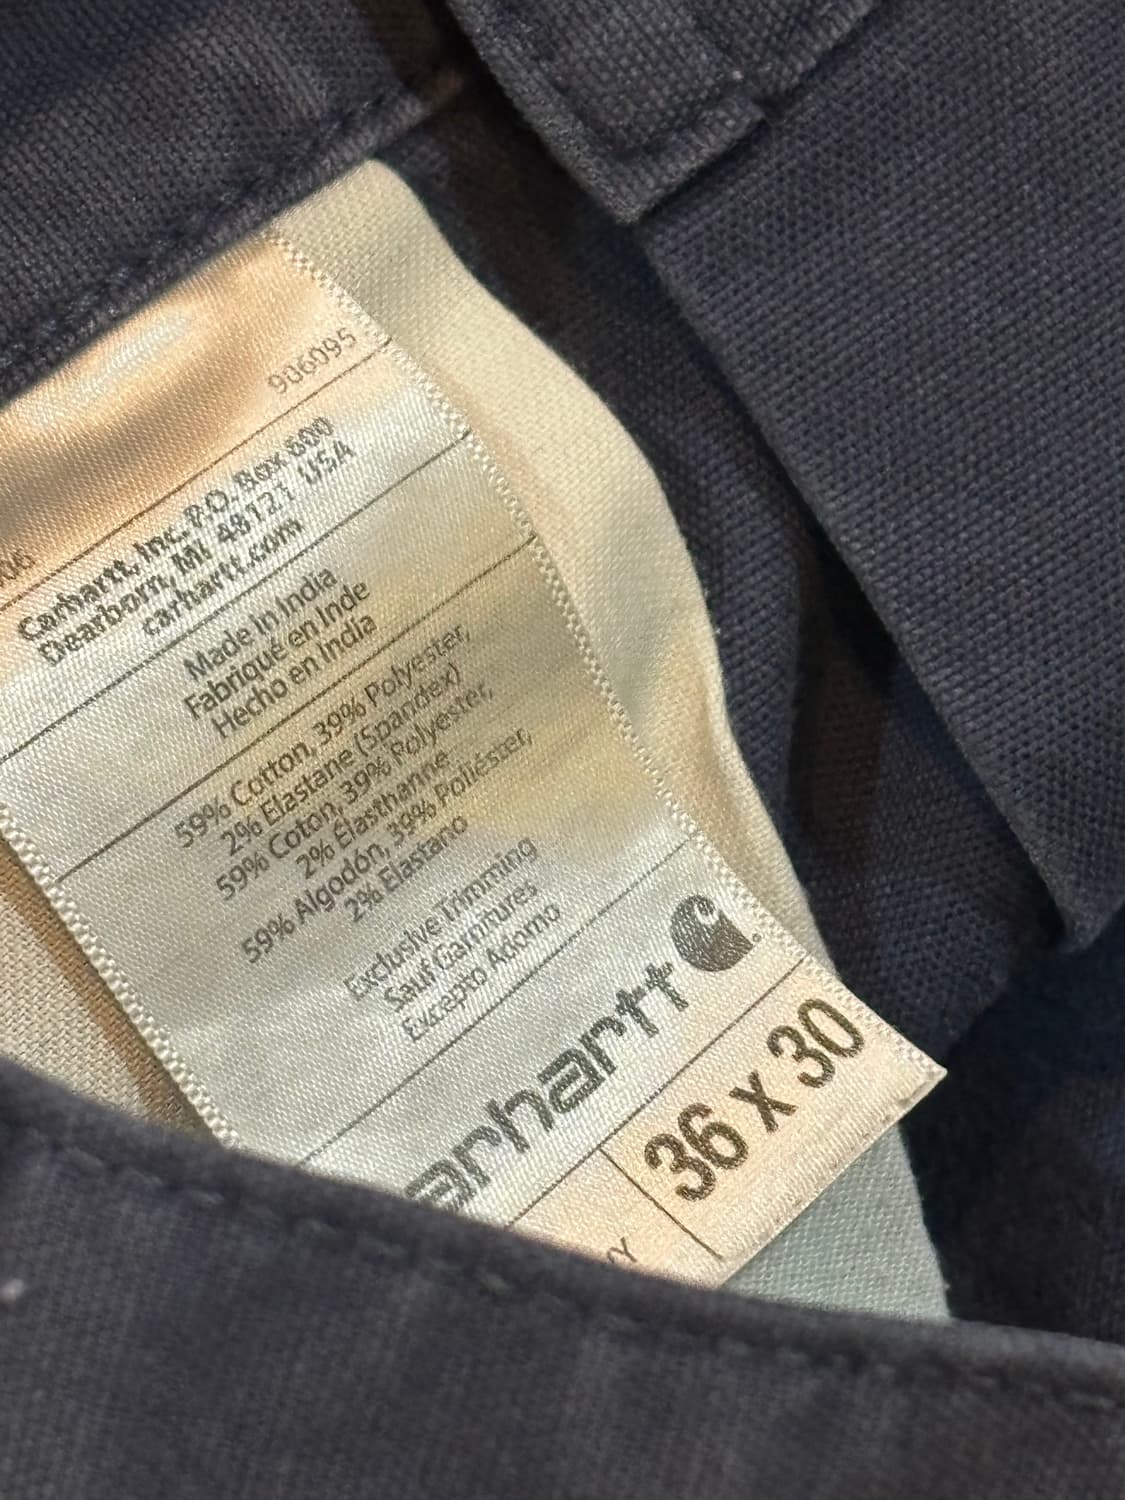 906095
Carhartt, Inc. P.O. Box 600
Dearborn, MI 48121 USA
carhartt.com
Made In India
Fabriqué en Inde
Hecho en India
59% Cotton, 39% Polyester,
2% Elastane (Spandex)
59% Coton, 39% Polyester,
2% Élasthanne
59% Algodón, 39% Poliéster,
2% Elastano
Exclusive Trimming
Sauf Garnitures
Excepto Adorno
arhartt
36 x 30